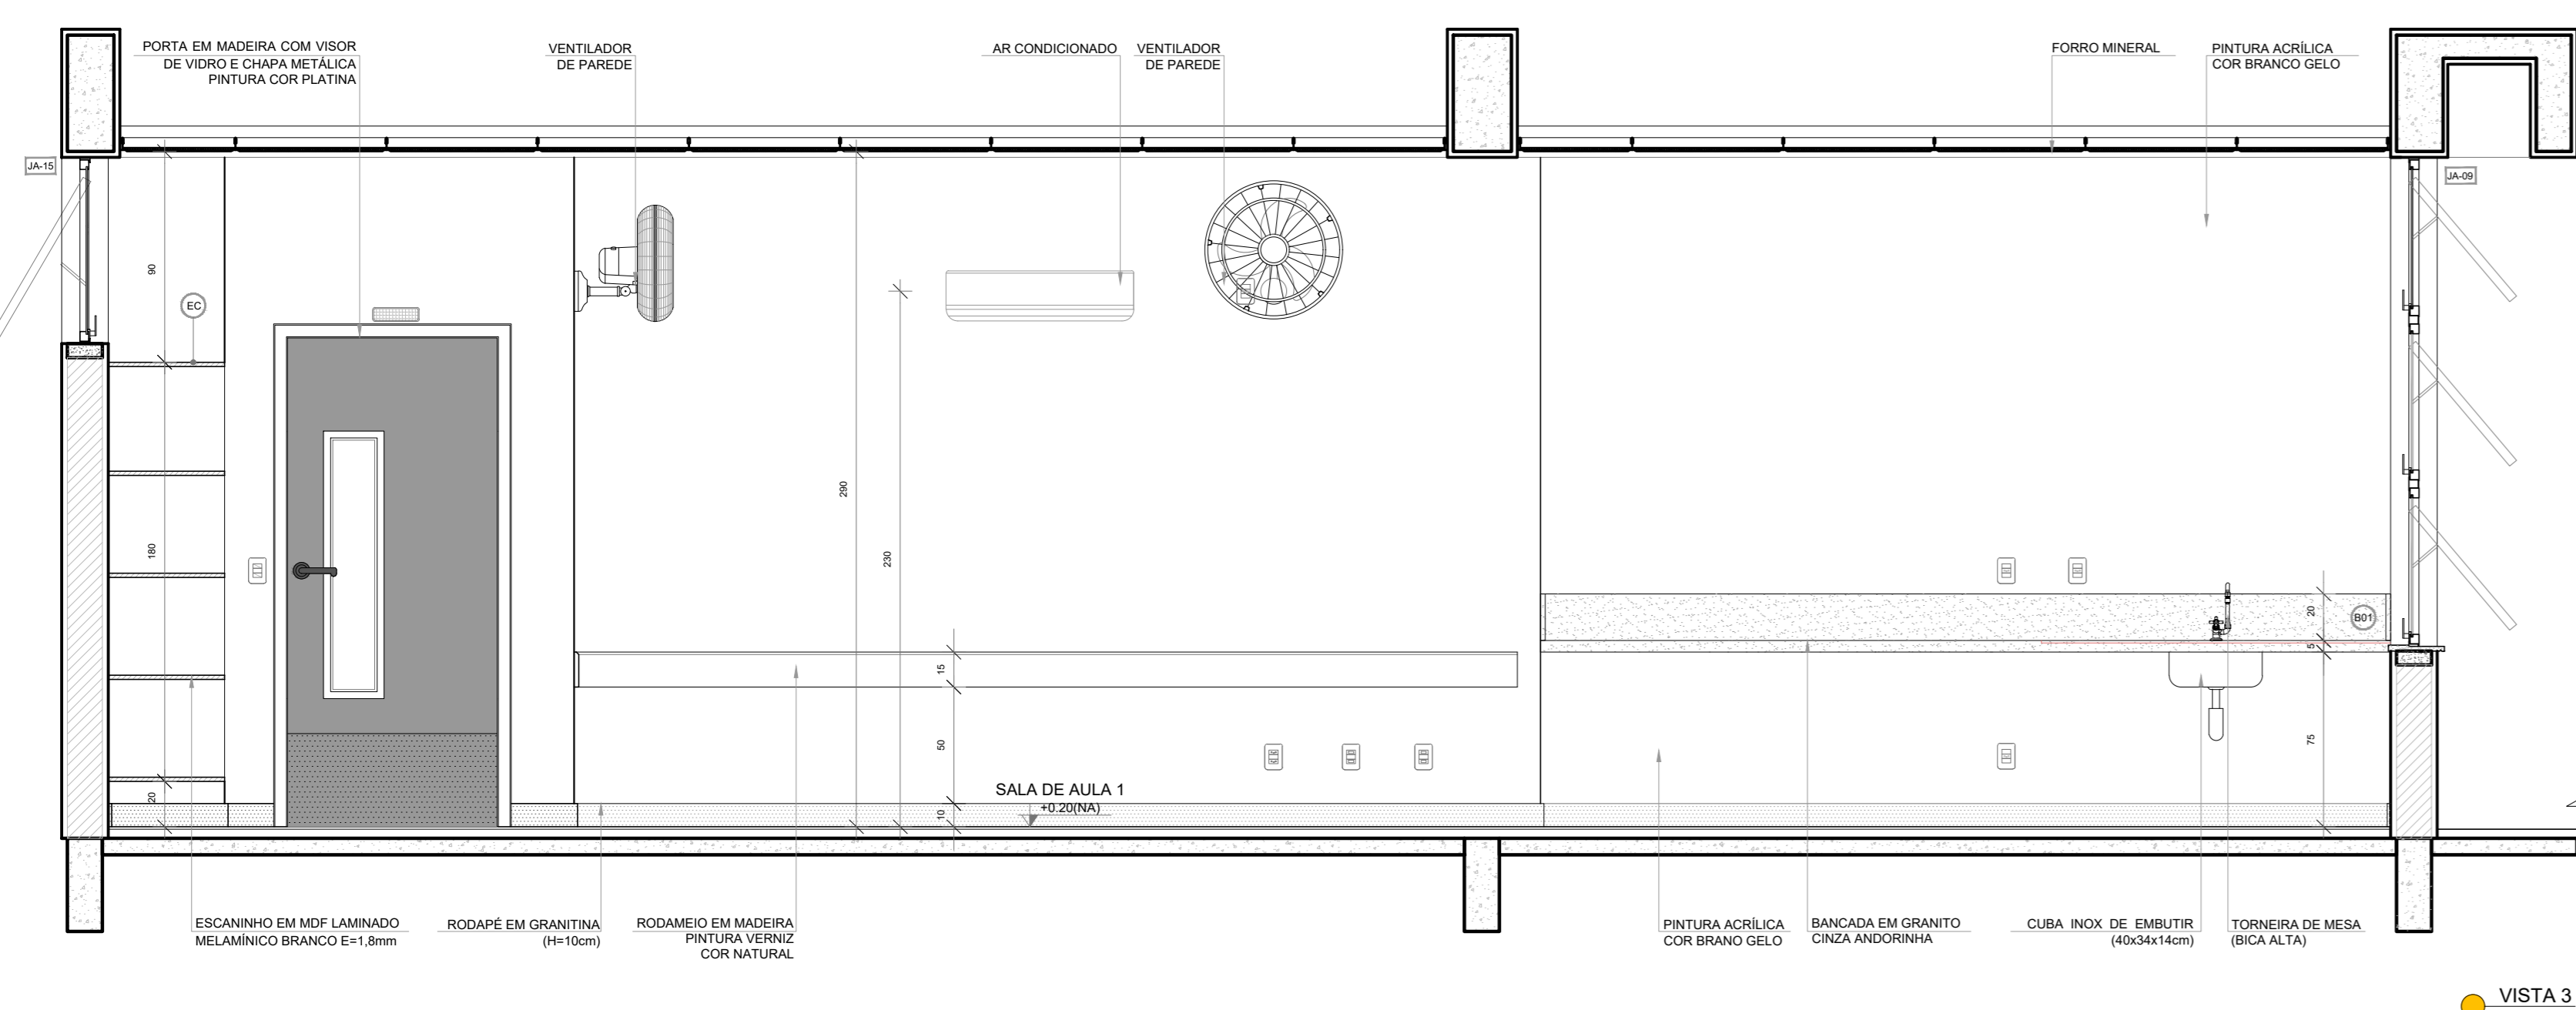 PORTA EM MADEIRA COM VISOR
DE VIDRO E CHAPA METÁLICA
PINTURA COR PLATINA
VENTILADOR
DE PAREDE
AR CONDICIONADO
VENTILADOR
DE PAREDE
FORRO MINERAL
PINTURA ACRÍLICA
COR BRANCO GELO
JA-15
JA-09
90
EC
290
180
230
20
B01
5
15
50
75
SALA DE AULA 1
+0.20(NA)
20
10
ESCANINHO EM MDF LAMINADO
MELAMÍNICO BRANCO E=1,8mm
RODAPÉ EM GRANITINA
(H=10cm)
RODAMEIO EM MADEIRA
PINTURA VERNIZ
COR NATURAL
PINTURA ACRÍLICA
COR BRANO GELO
BANCADA EM GRANITO
CINZA ANDORINHA
CUBA INOX DE EMBUTIR
(40x34x14cm)
TORNEIRA DE MESA
(BICA ALTA)
VISTA 3